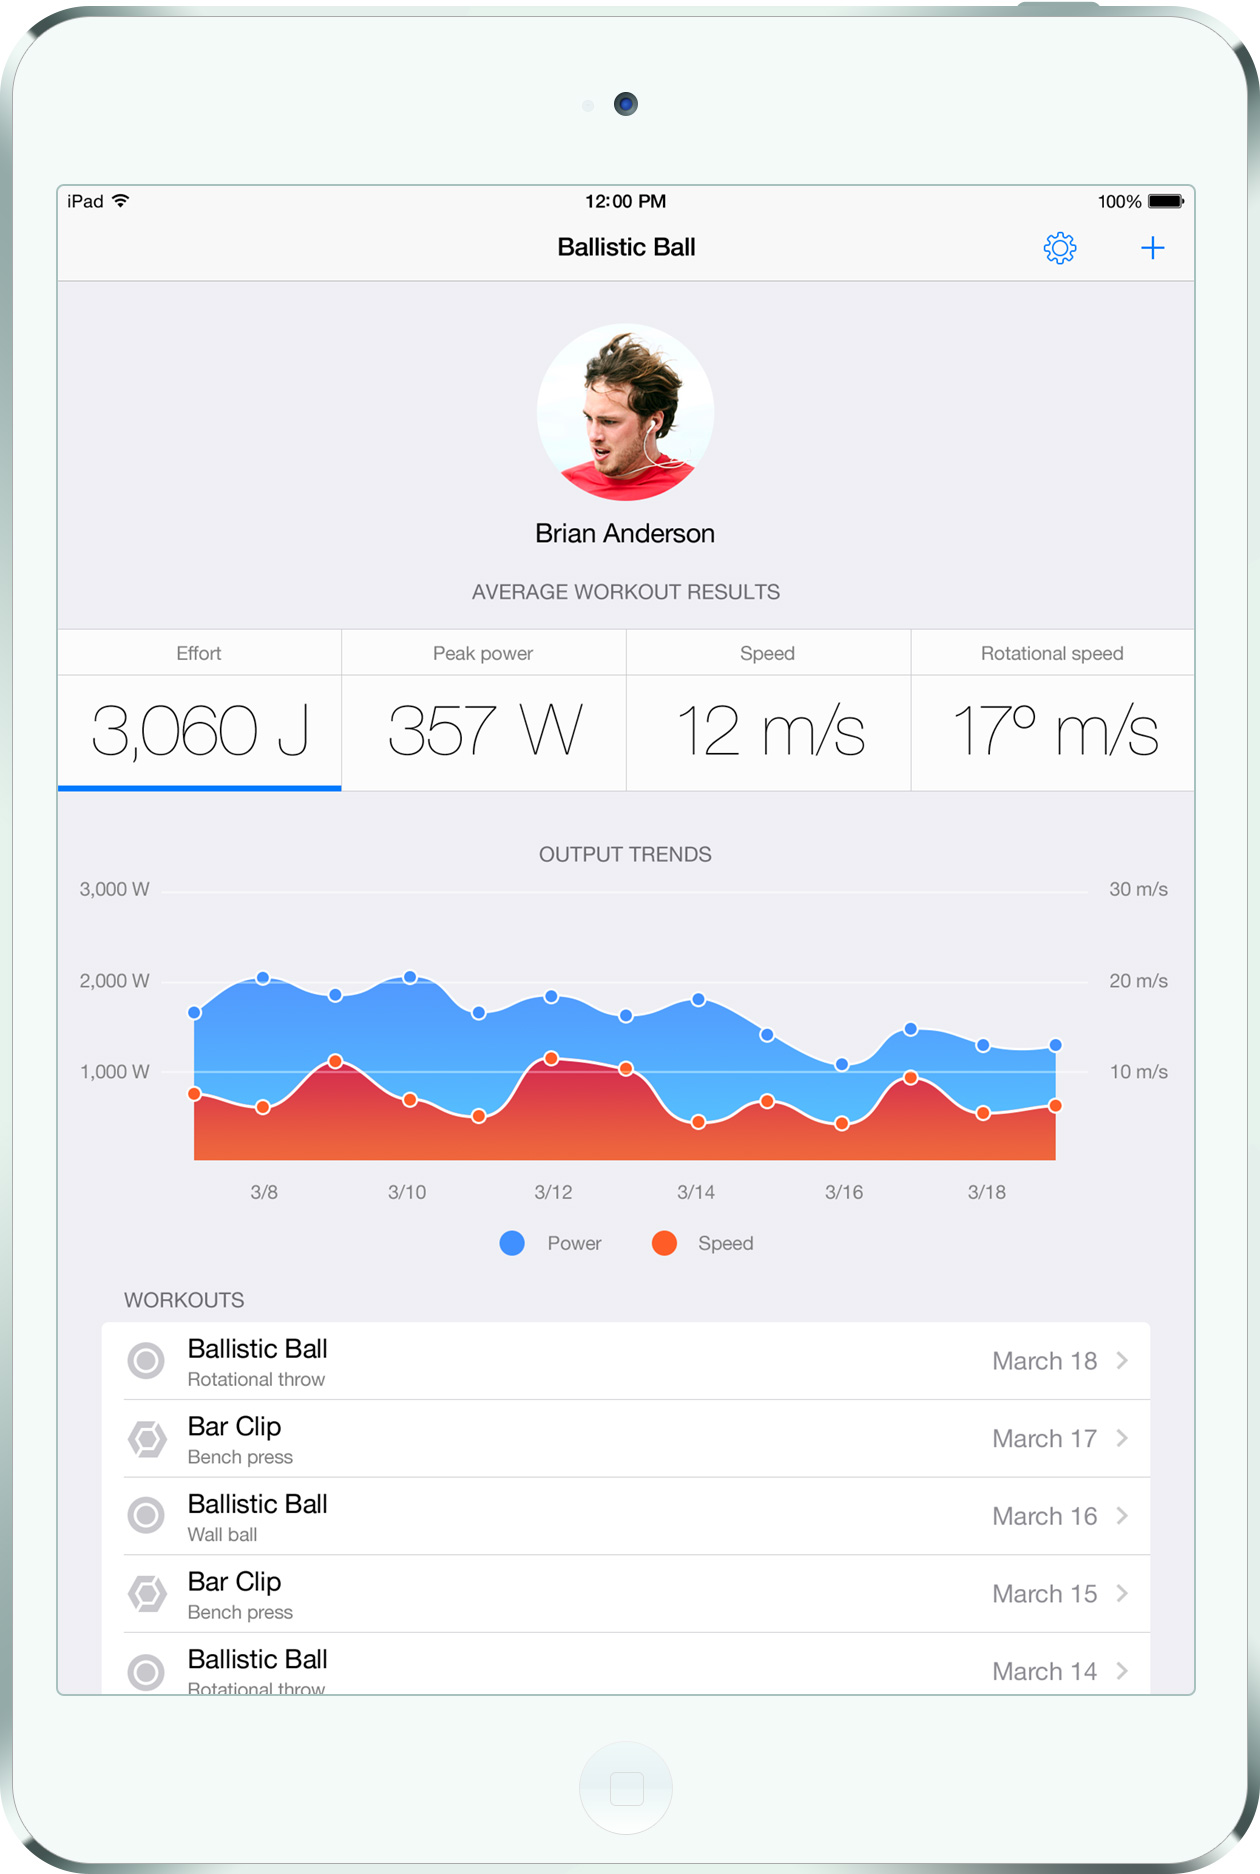 iPad 12:00 PM 100%
Ballistic Ball
Brian Anderson
AVERAGE WORKOUT RESULTS
Effort Peak power Speed Rotational speed
3,060 J 357 W 12 m/s 17° m/s
OUTPUT TRENDS
3,000 W 30 m/s
2,000 W 20 m/s
1,000 W 10 m/s
3/8 3/10 3/12 3/14 3/16 3/18
Power Speed
WORKOUTS
Ballistic Ball
Rotational throw
March 18
Bar Clip
Bench press
March 17
Ballistic Ball
Wall ball
March 16
Bar Clip
Bench press
March 15
Ballistic Ball
Rotational throw
March 14